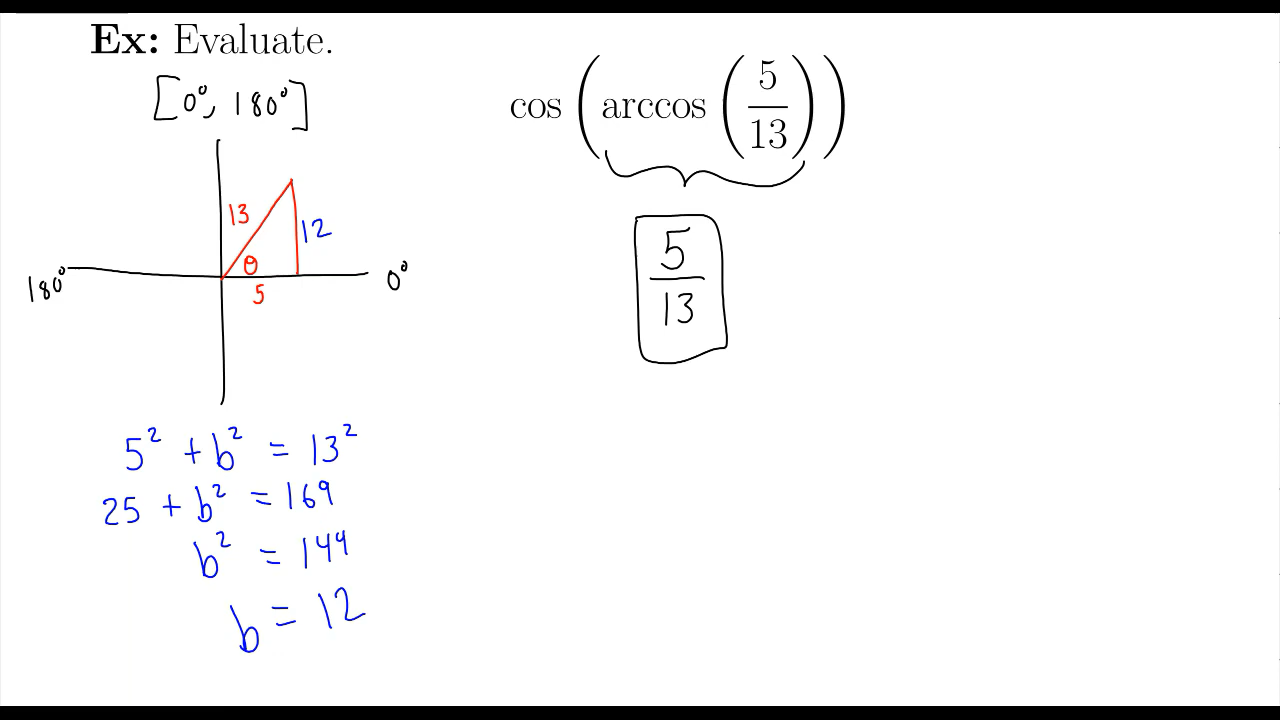 Ex: Evaluate.
[0°, 180°]
cos(arccos(5/13))
13
12
θ
5
180°
0°
5/13
5² + b² = 13²
25 + b² = 169
b² = 144
b = 12